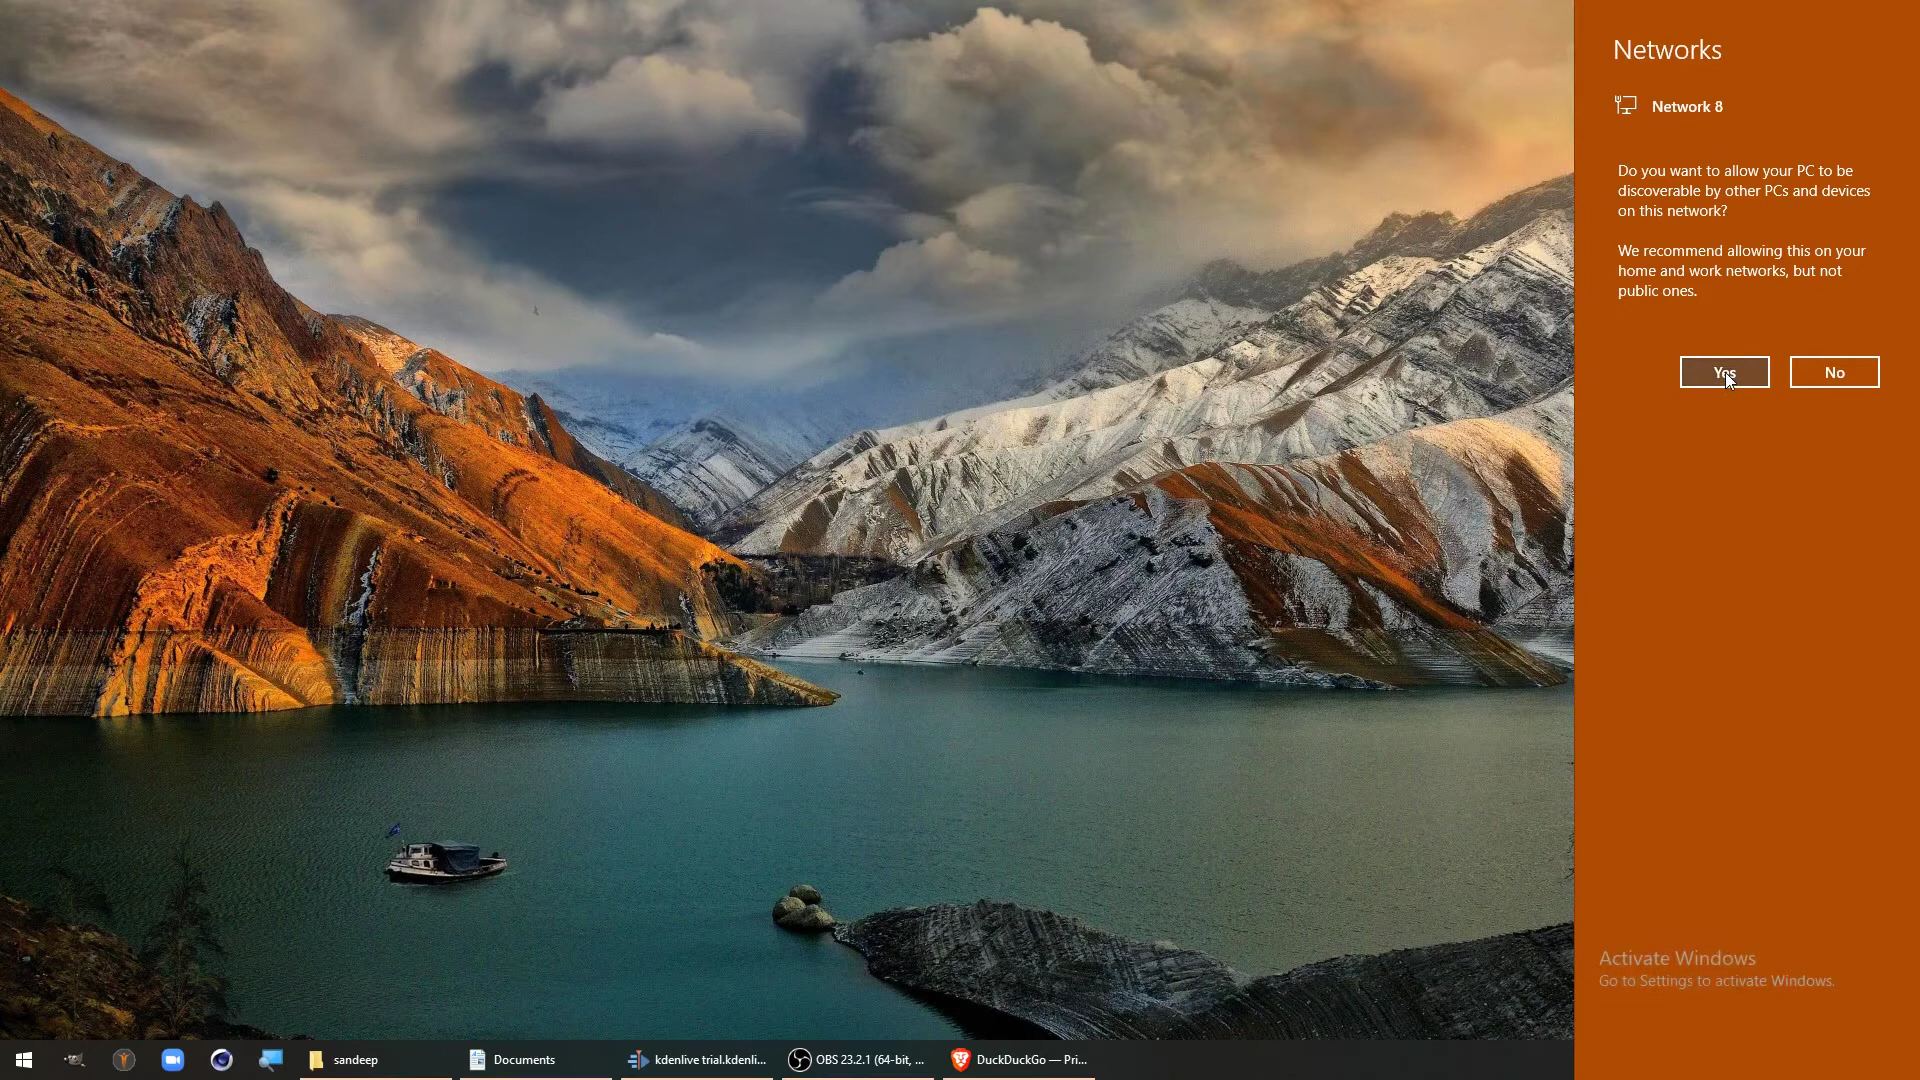 Networks
Network 8
Do you want to allow your PC to be
discoverable by other PCs and devices
on this network?
We recommend allowing this on your
home and work networks, but not
public ones.
Yes
No
Activate Windows
Go to Settings to activate Windows.
sandeep
Documents
kdenlive trial.kdenli...
OBS 23.2.1 (64-bit, ...
DuckDuckGo — Pri...